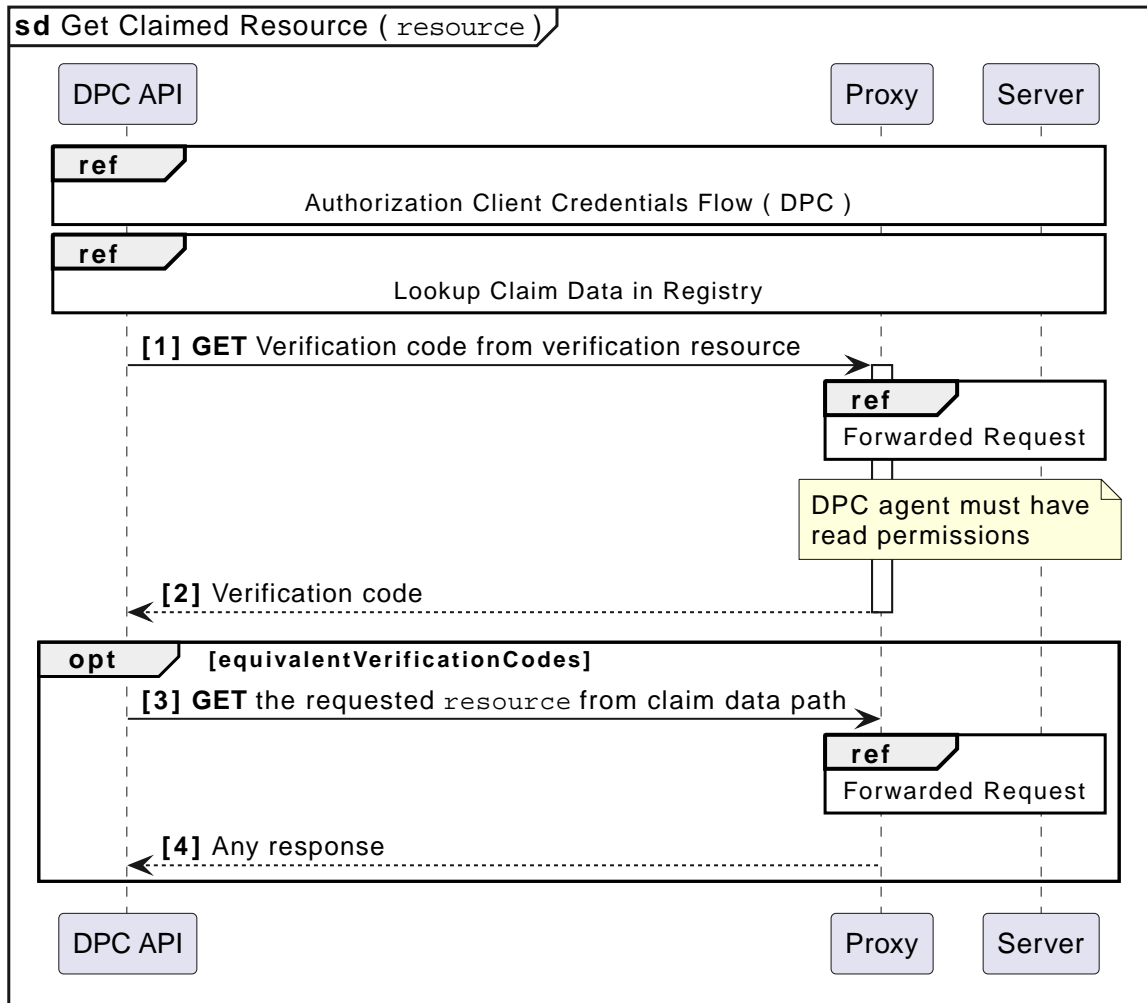 sd Get Claimed Resource ( resource )
DPC API
Proxy
Server
ref
Authorization Client Credentials Flow ( DPC )
ref
Lookup Claim Data in Registry
[1] GET Verification code from verification resource
ref
Forwarded Request
DPC agent must have
read permissions
[2] Verification code
opt [equivalentVerificationCodes]
[3] GET the requested resource from claim data path
ref
Forwarded Request
[4] Any response
DPC API
Proxy
Server